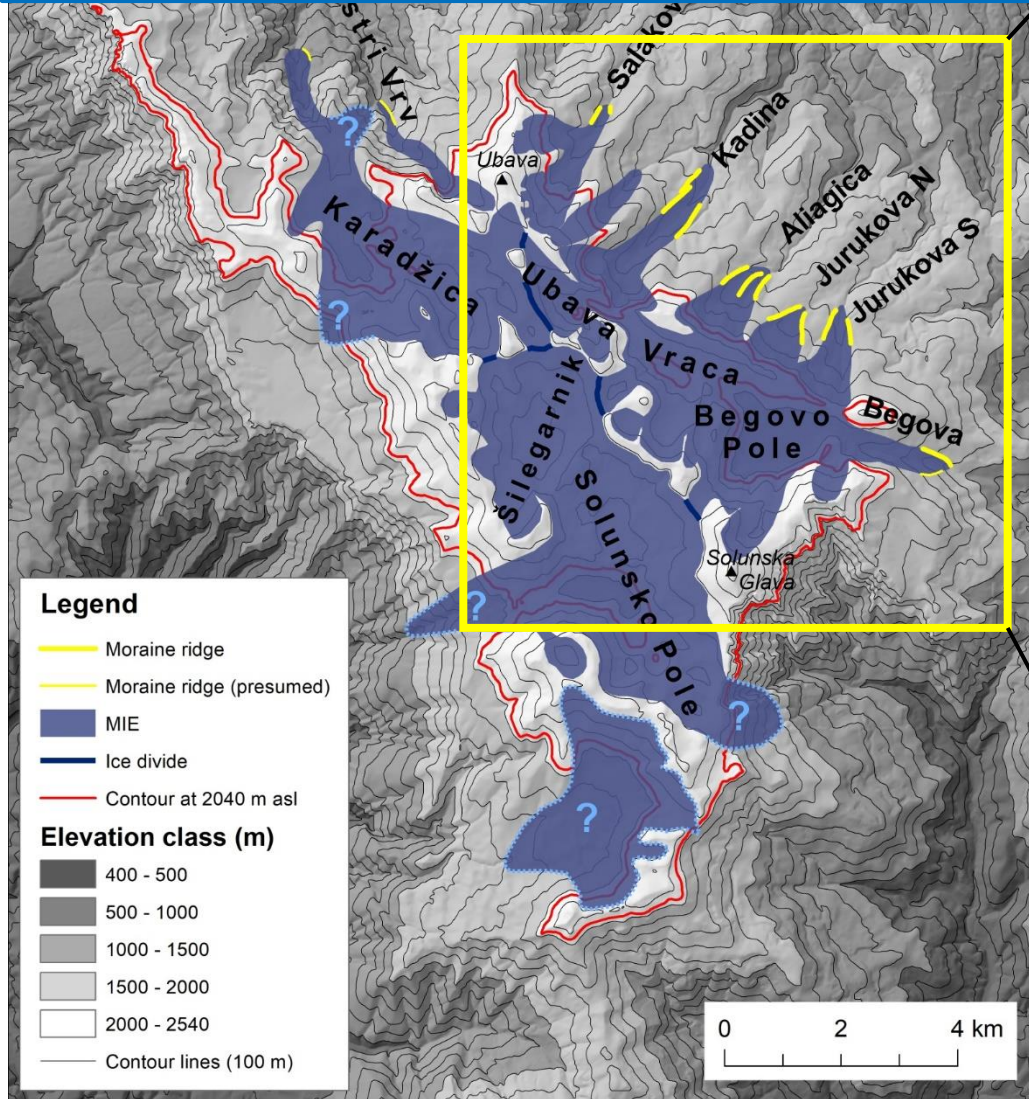 stri Vrv
Salakov
Kadina
Aliagica
Jurukova N
Jurukova S
Ubava
?
Karadžica
Ubava
?
Vraca
Begovo
Pole
Begova
Šilegarnik
Solunsko Pole
Solunska
Glava
?
?
?
Legend
Moraine ridge
Moraine ridge (presumed)
MIE
Ice divide
Contour at 2040 m asl
Elevation class (m)
400 - 500
500 - 1000
1000 - 1500
1500 - 2000
2000 - 2540
Contour lines (100 m)
0 2 4 km